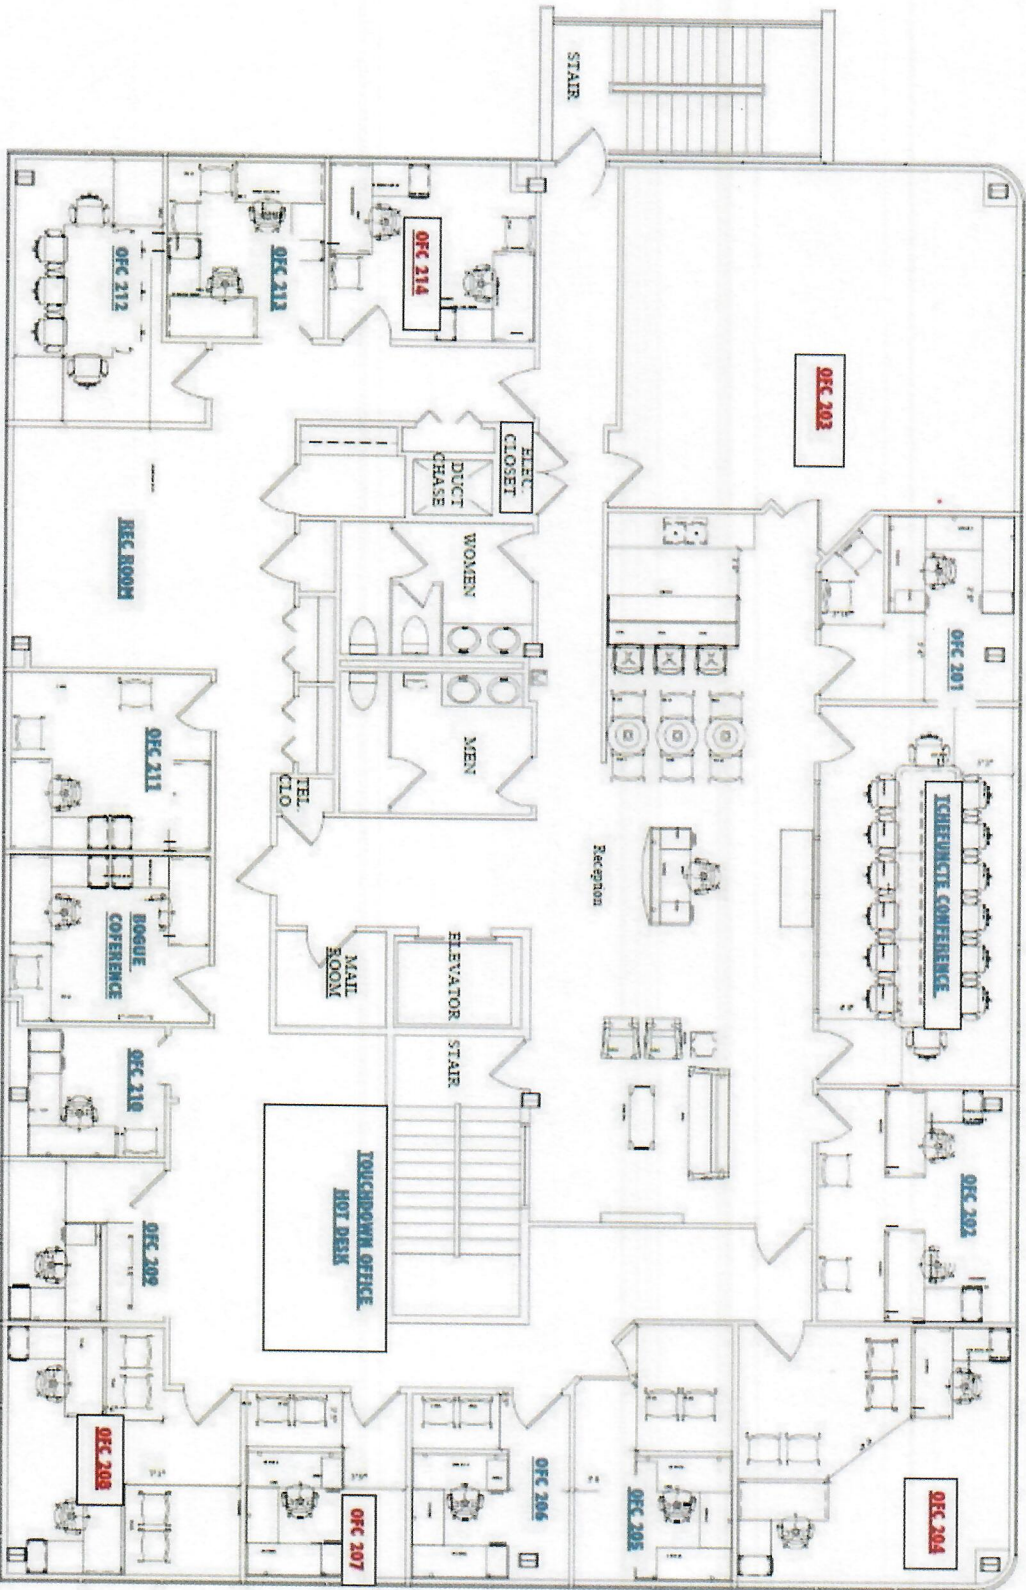 STAIR
OFC 212
OFC 213
OFC 214
OFC 203
ELEC.
CLOSET
DUCT
CHASE
REC ROOM
WOMEN
OFC 201
MEN
TEL.
CLO.
OFC 211
Reception
TCHEFUNCTE CONFERENCE
BOGUE
COFERENCE
MAIL
ROOM
ELEVATOR
STAIR
OFC 210
TOUCHDOWN OFFICE
HOT DESK
OFC 202
OFC 209
OFC 208
OFC 207
OFC 206
OFC 205
OFC 204